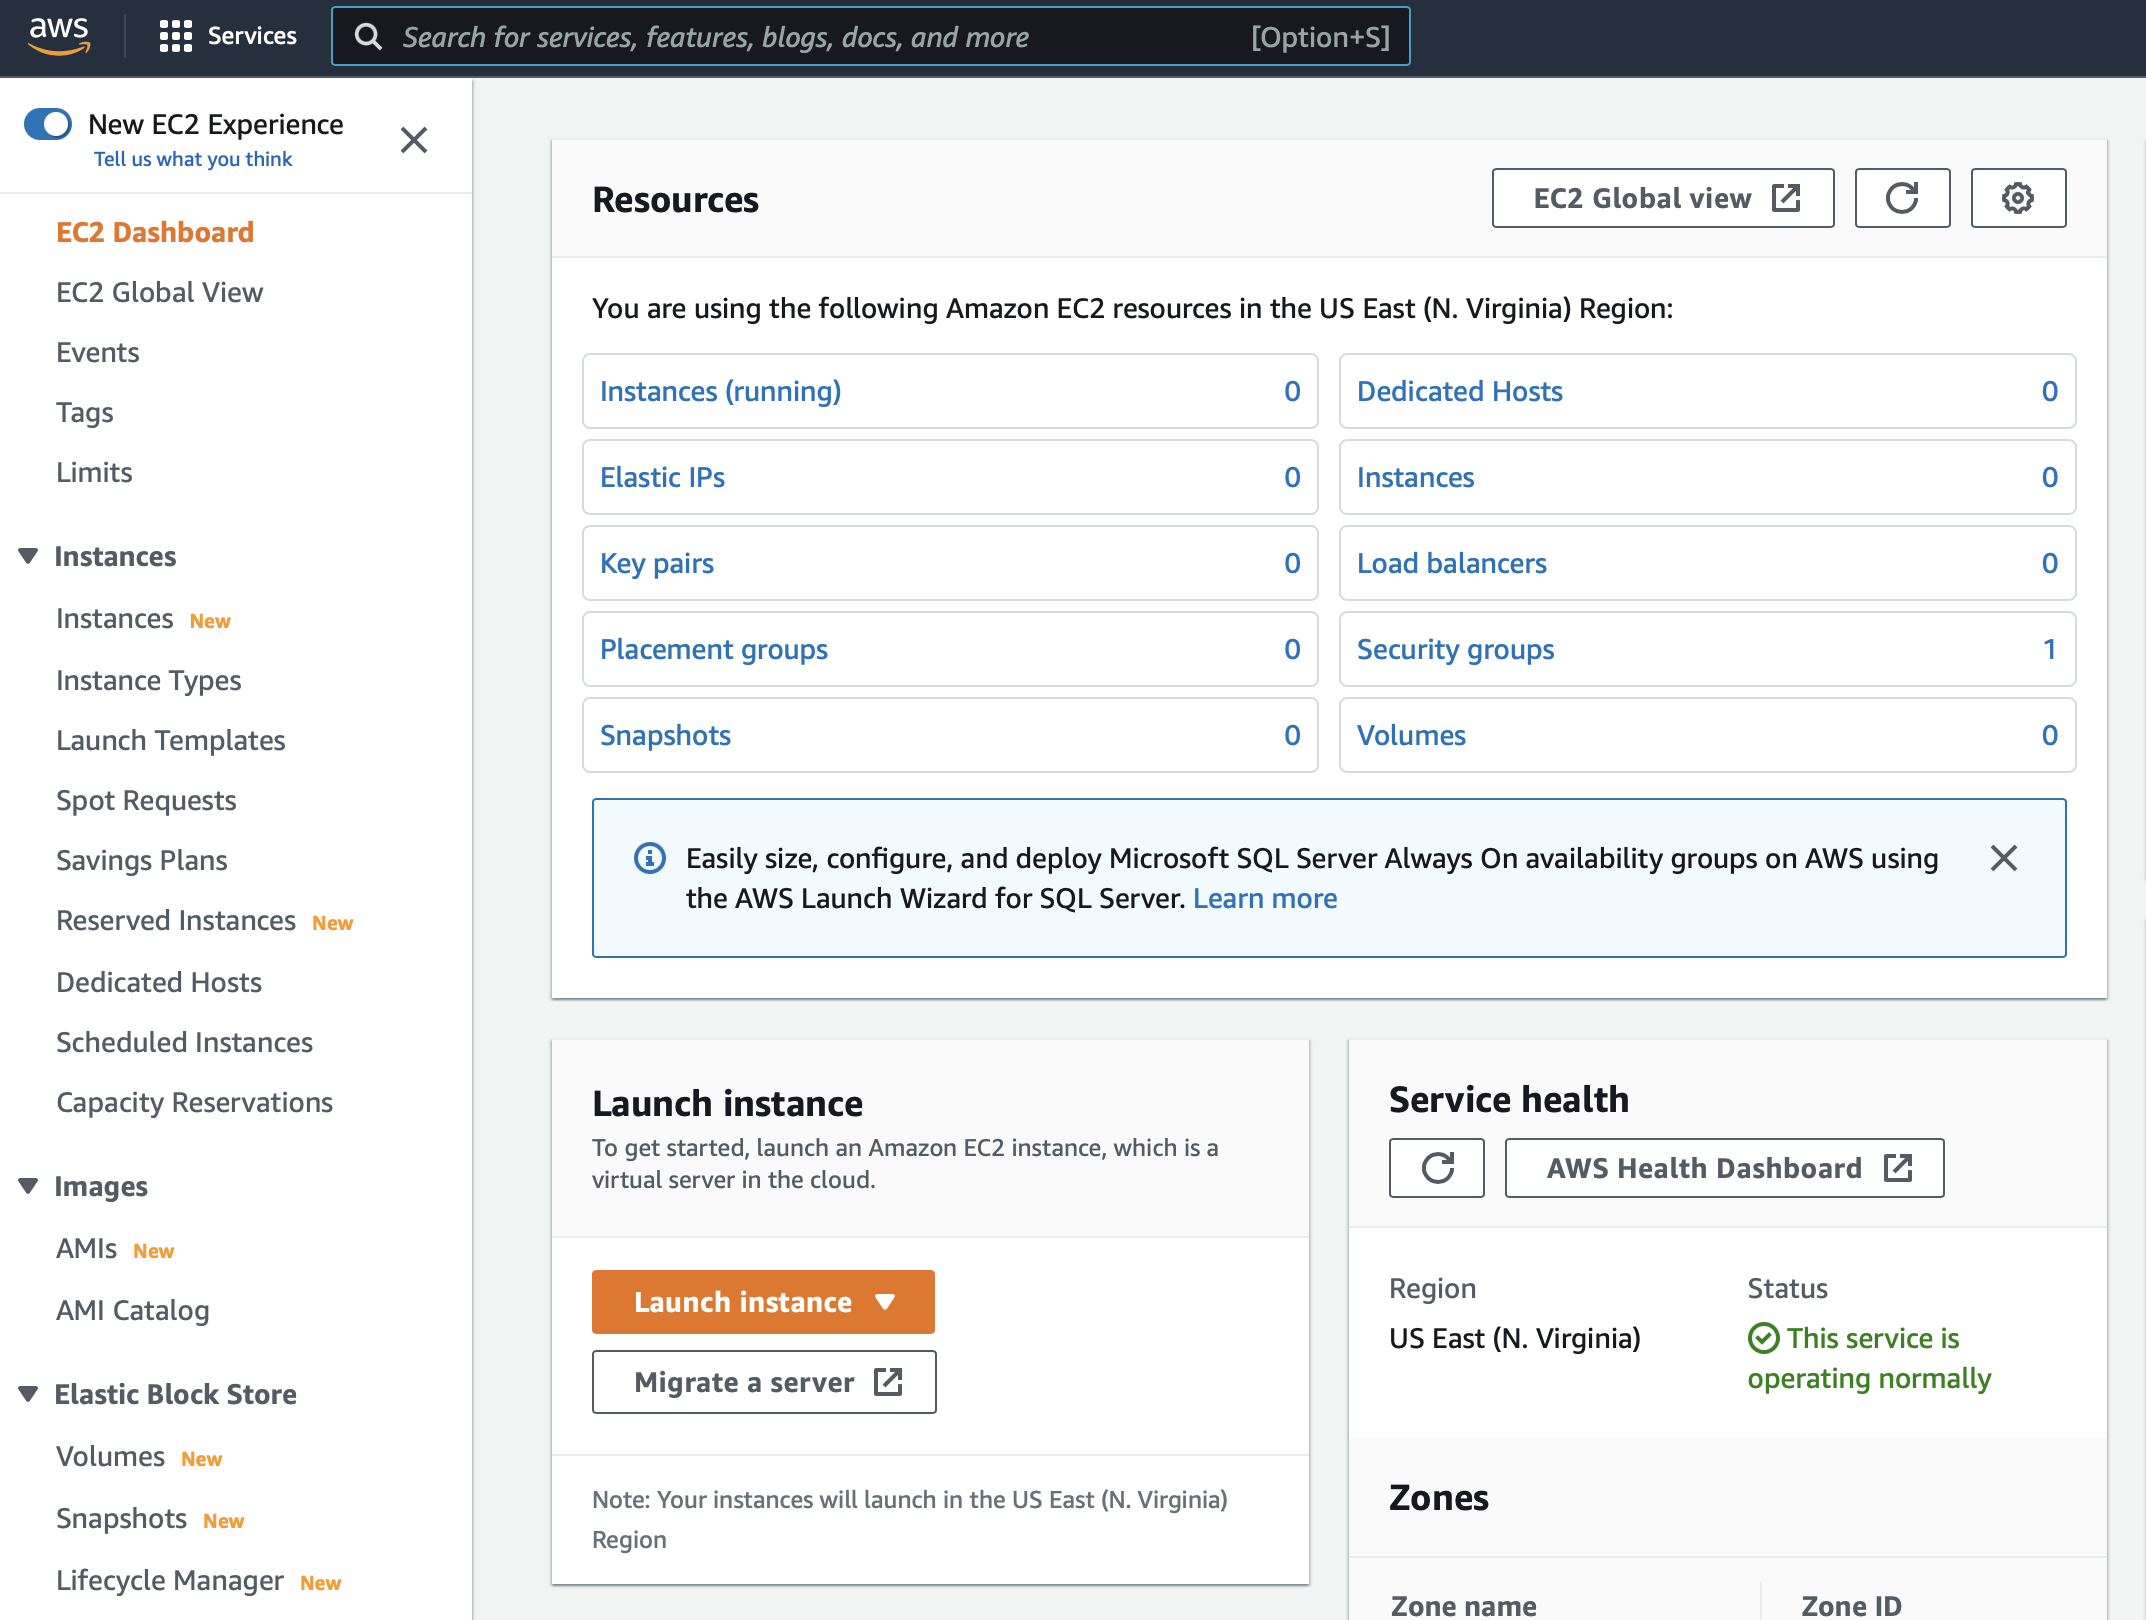 aws
Services
Search for services, features, blogs, docs, and more [Option+S]
New EC2 Experience
Tell us what you think
EC2 Dashboard
EC2 Global View
Events
Tags
Limits
Instances
Instances New
Instance Types
Launch Templates
Spot Requests
Savings Plans
Reserved Instances New
Dedicated Hosts
Scheduled Instances
Capacity Reservations
Images
AMIs New
AMI Catalog
Elastic Block Store
Volumes New
Snapshots New
Lifecycle Manager New
Resources
EC2 Global view
You are using the following Amazon EC2 resources in the US East (N. Virginia) Region:
Instances (running) 0
Dedicated Hosts 0
Elastic IPs 0
Instances 0
Key pairs 0
Load balancers 0
Placement groups 0
Security groups 1
Snapshots 0
Volumes 0
Easily size, configure, and deploy Microsoft SQL Server Always On availability groups on AWS using
the AWS Launch Wizard for SQL Server. Learn more
Launch instance
To get started, launch an Amazon EC2 instance, which is a
virtual server in the cloud.
Launch instance
Migrate a server
Note: Your instances will launch in the US East (N. Virginia)
Region
Service health
AWS Health Dashboard
Region
US East (N. Virginia)
Status
This service is
operating normally
Zones
Zone name
Zone ID